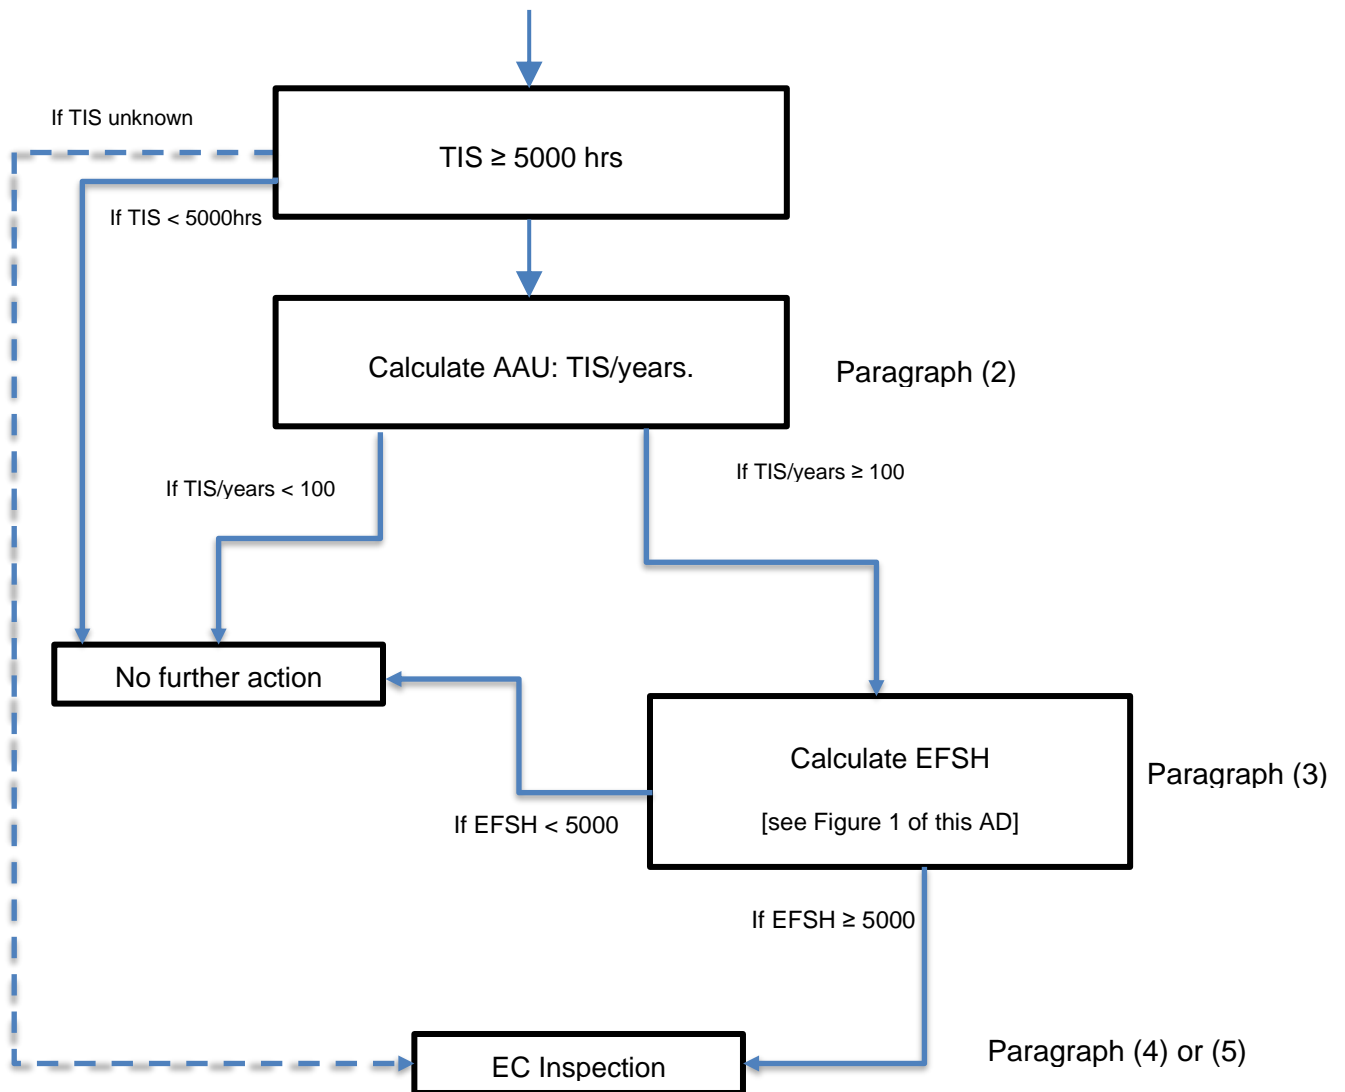 If TIS unknown
TIS ≥ 5000 hrs
If TIS < 5000hrs
Calculate AAU: TIS/years.
Paragraph (2)
If TIS/years < 100
If TIS/years ≥ 100
No further action
Calculate EFSH
Paragraph (3)
[see Figure 1 of this AD]
If EFSH < 5000
If EFSH ≥ 5000
Paragraph (4) or (5)
EC Inspection